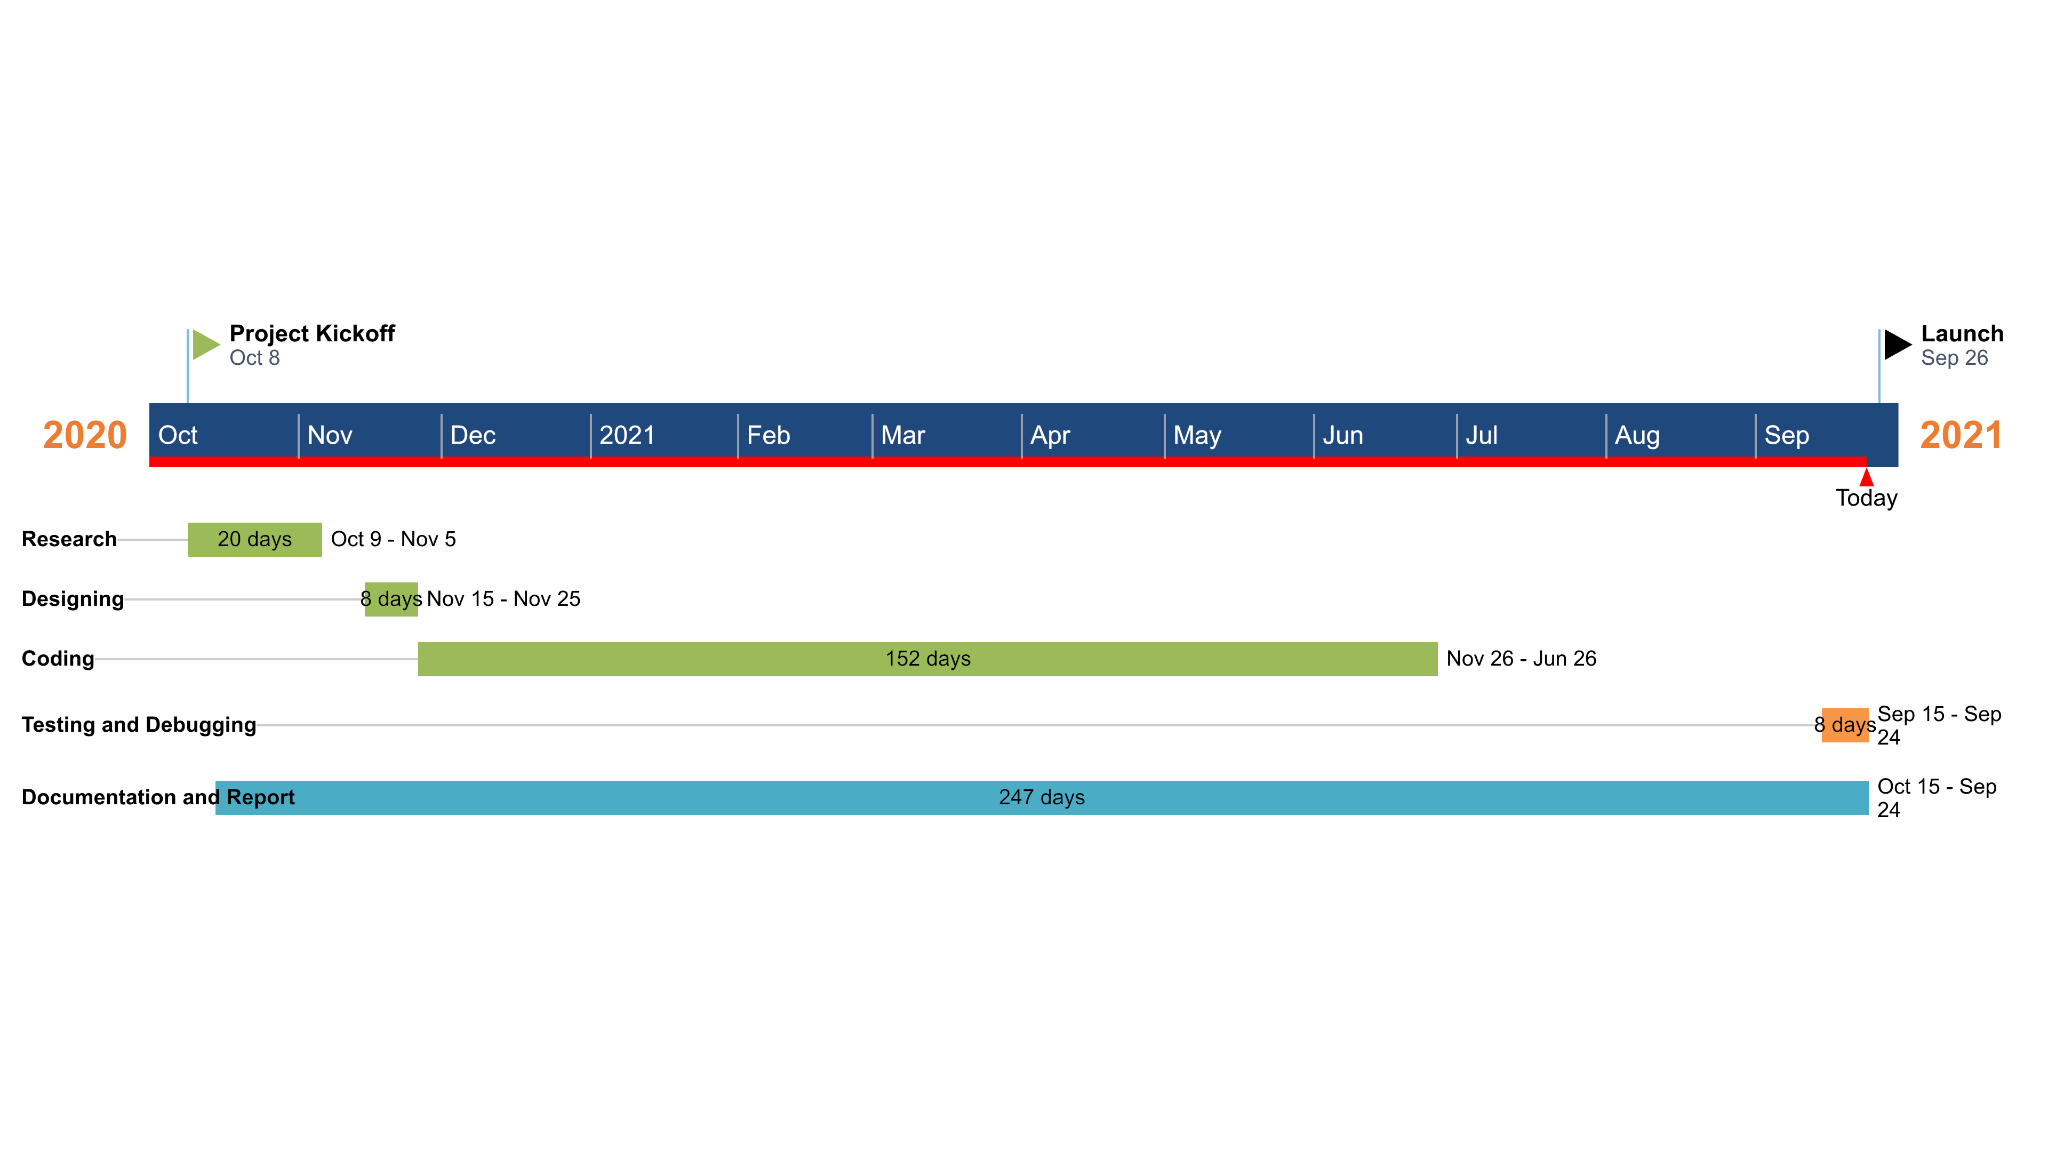 Project Kickoff
Oct 8
Launch
Sep 26
2020 Oct Nov Dec 2021 Feb Mar Apr May Jun Jul Aug Sep 2021
Today
Research 20 days Oct 9 - Nov 5
Designing 8 days Nov 15 - Nov 25
Coding 152 days Nov 26 - Jun 26
Testing and Debugging 8 days Sep 15 - Sep
24
Documentation and Report 247 days Oct 15 - Sep
24